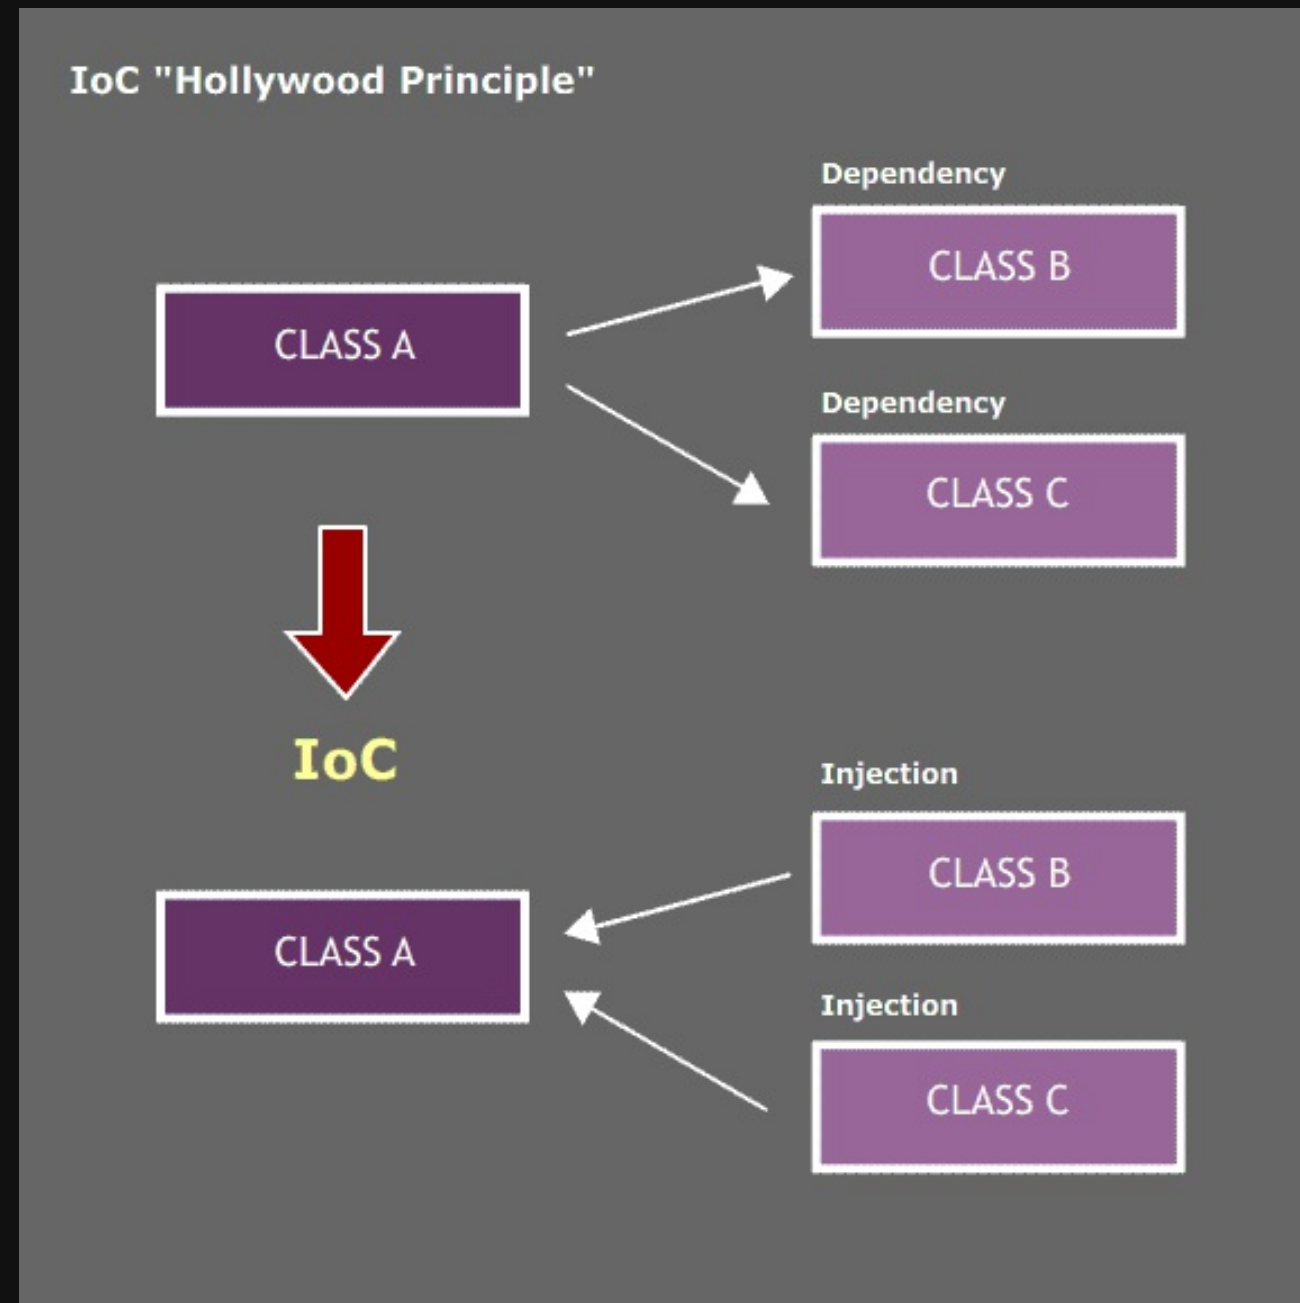 IoC "Hollywood Principle"
Dependency
CLASS B
CLASS A
Dependency
CLASS C
IoC
Injection
CLASS B
CLASS A
Injection
CLASS C